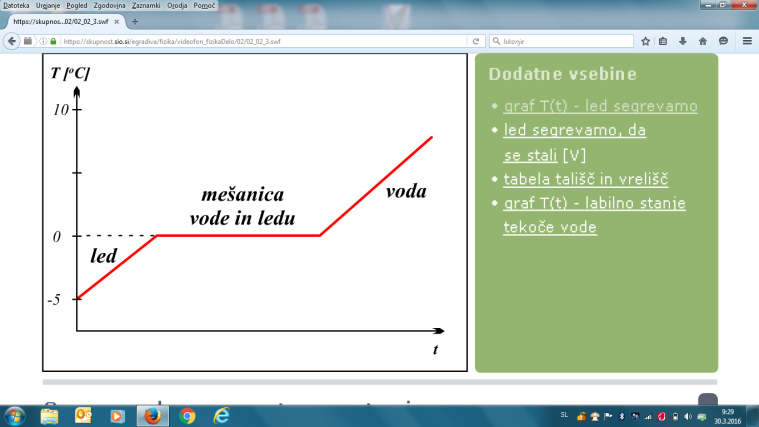 Datoteka Urejanje Pogled Zgodovina Zaznamki Orodja Pomoč
https://skupnost...02/02_02_3.swf
https://skupnost.sio.si/egradiva/fizika/videofon_fizikaDelo/02/02_02_3.swf
Iskanje
T [°C]
10
mešanica
vode in ledu
voda
0
led
-5
t
Dodatne vsebine
• graf T(t) - led segrevamo
• led segrevamo, da
se stali [V]
• tabela tališč in vrelišč
• graf T(t) - labilno stanje
tekoče vode
SL
9:29
30.3.2016